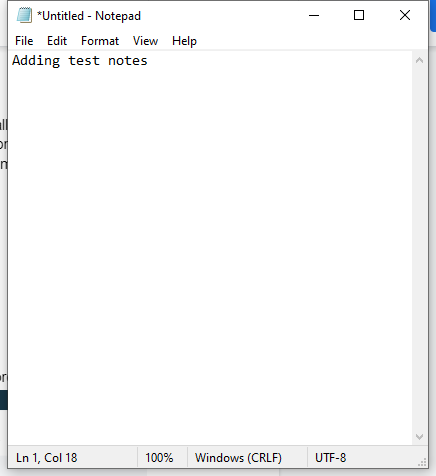 *Untitled - Notepad
File Edit Format View Help
Adding test notes
Ln 1, Col 18 100% Windows (CRLF) UTF-8